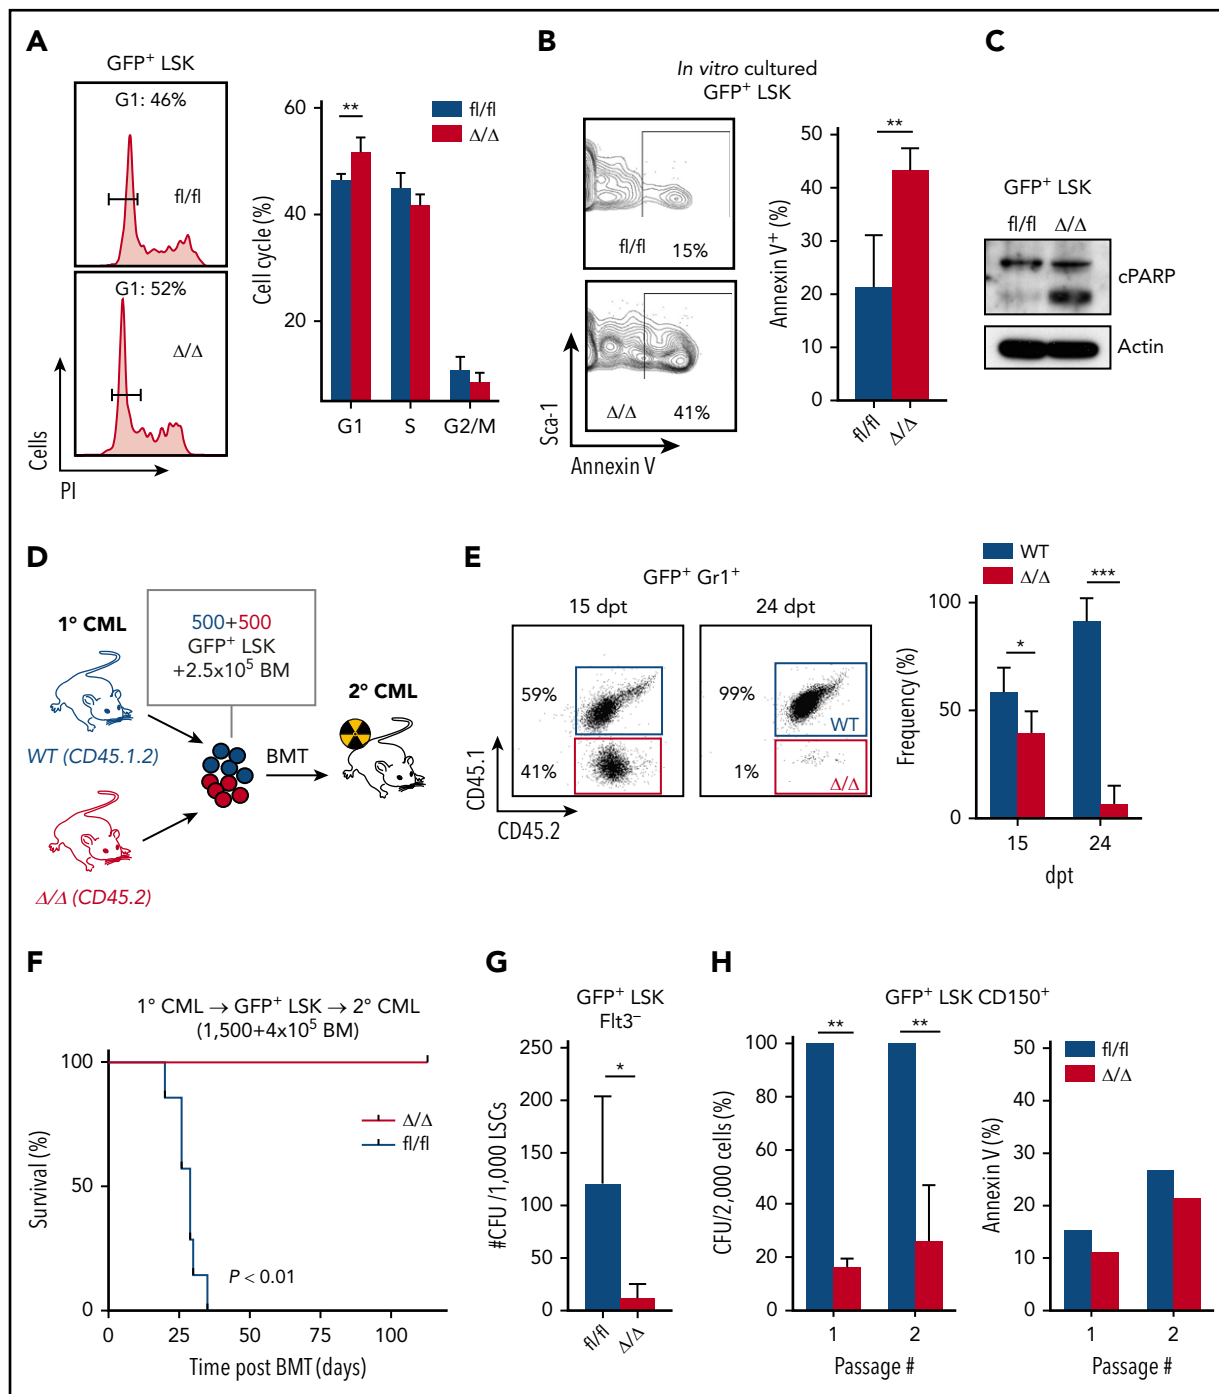 A
GFP+ LSK
G1: 46%
fl/fl
G1: 52%
Δ/Δ
Cells
PI
fl/fl
Δ/Δ
**
60
40
20
Cell cycle (%)
G1 S G2/M
B
In vitro cultured
GFP+ LSK
fl/fl 15%
Δ/Δ 41%
Sca-1
Annexin V
**
50
40
30
20
10
0
Annexin V+ (%)
fl/fl Δ/Δ
C
GFP+ LSK
fl/fl Δ/Δ
cPARP
Actin
D
1° CML
500+500
GFP+ LSK
+2.5x10⁵ BM
2° CML
WT (CD45.1.2)
BMT
Δ/Δ (CD45.2)
E
GFP+ Gr1+
15 dpt 24 dpt
59%
41%
99%
WT
1%
Δ/Δ
CD45.1
CD45.2
WT
Δ/Δ
* ***
100
50
0
Frequency (%)
15 24
dpt
F
1° CML → GFP+ LSK → 2° CML
(1,500+4x10⁵ BM)
100
50
0
Survival (%)
Δ/Δ
fl/fl
P < 0.01
0 25 50 75 100
Time post BMT (days)
G
GFP+ LSK
Flt3−
*
250
200
150
100
50
0
#CFU /1,000 LSCs
fl/fl Δ/Δ
H
GFP+ LSK CD150+
** **
100
80
60
40
20
0
CFU/2,000 cells (%)
1 2
Passage #
fl/fl
Δ/Δ
50
40
30
20
10
0
Annexin V (%)
1 2
Passage #